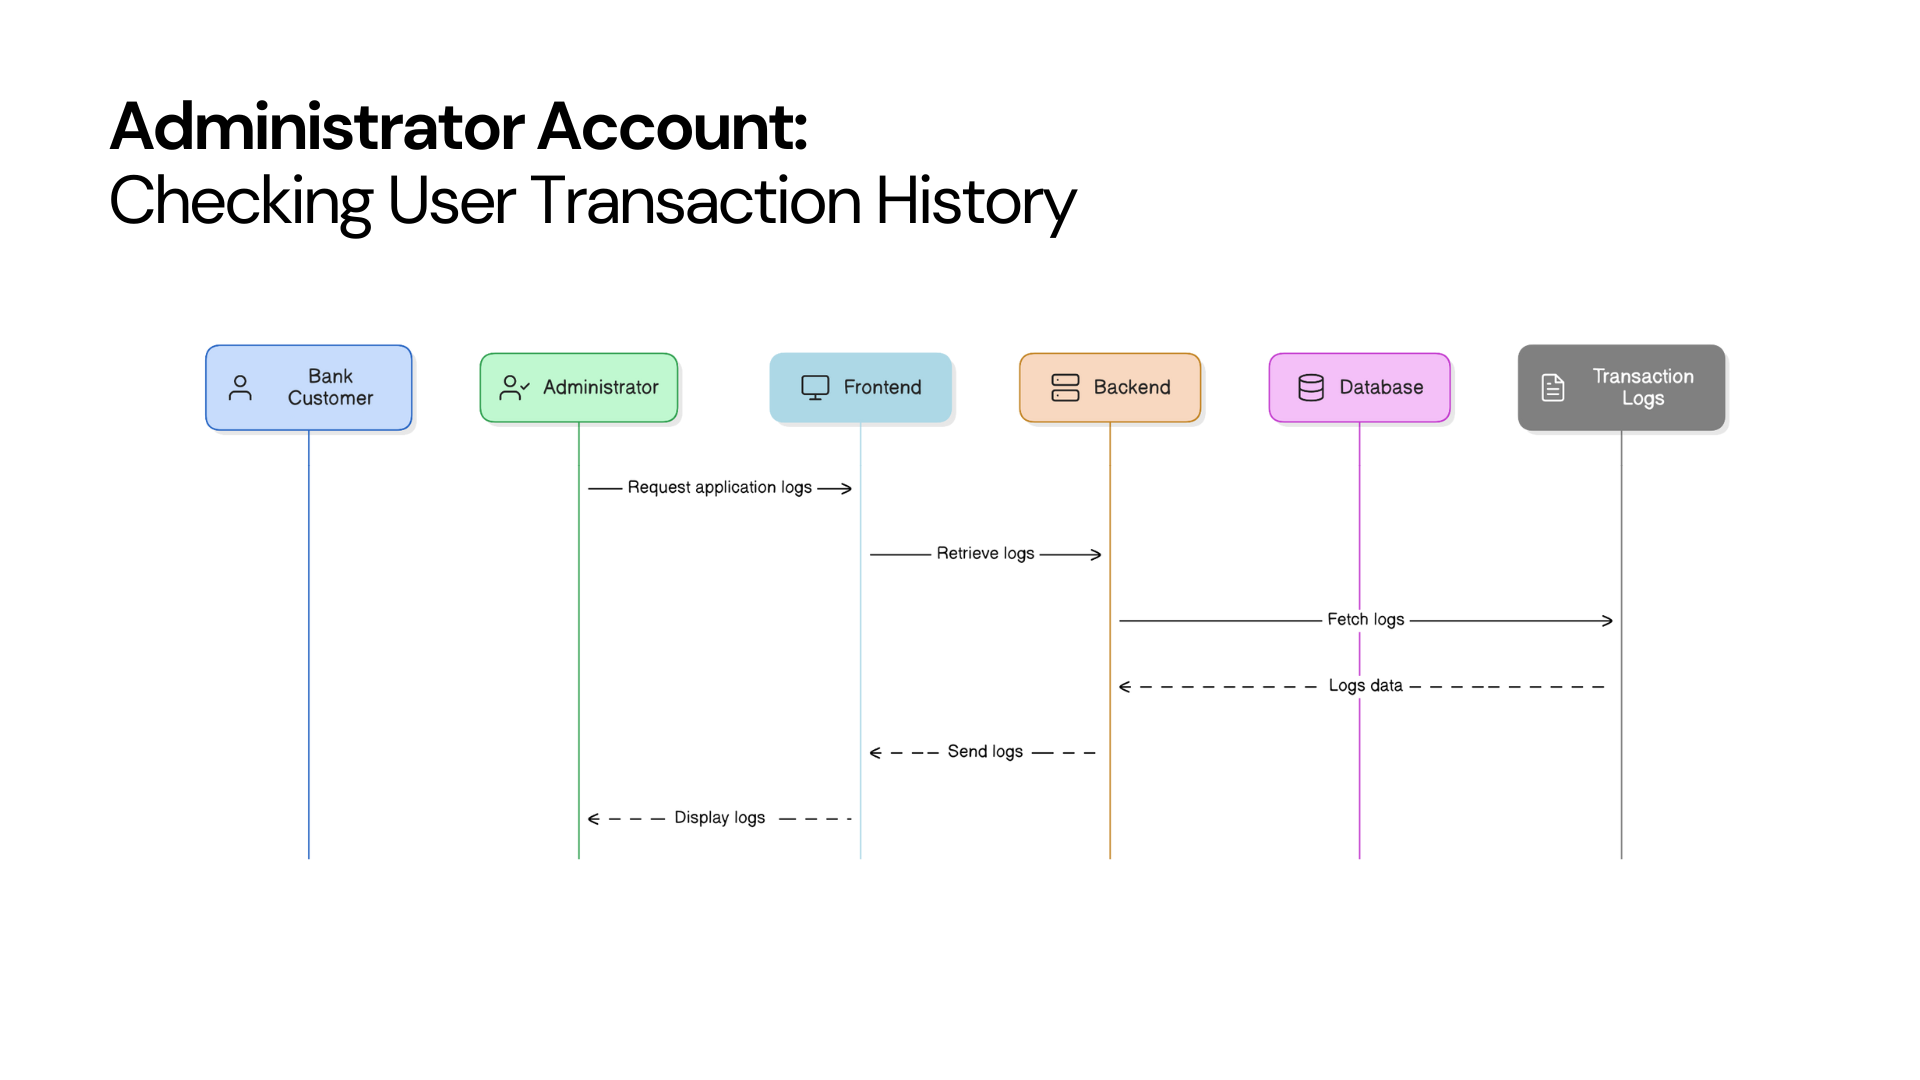 Administrator Account:
Checking User Transaction History
Bank
Customer
Administrator
Frontend
Backend
Database
Transaction
Logs
Request application logs
Retrieve logs
Fetch logs
Logs data
Send logs
Display logs